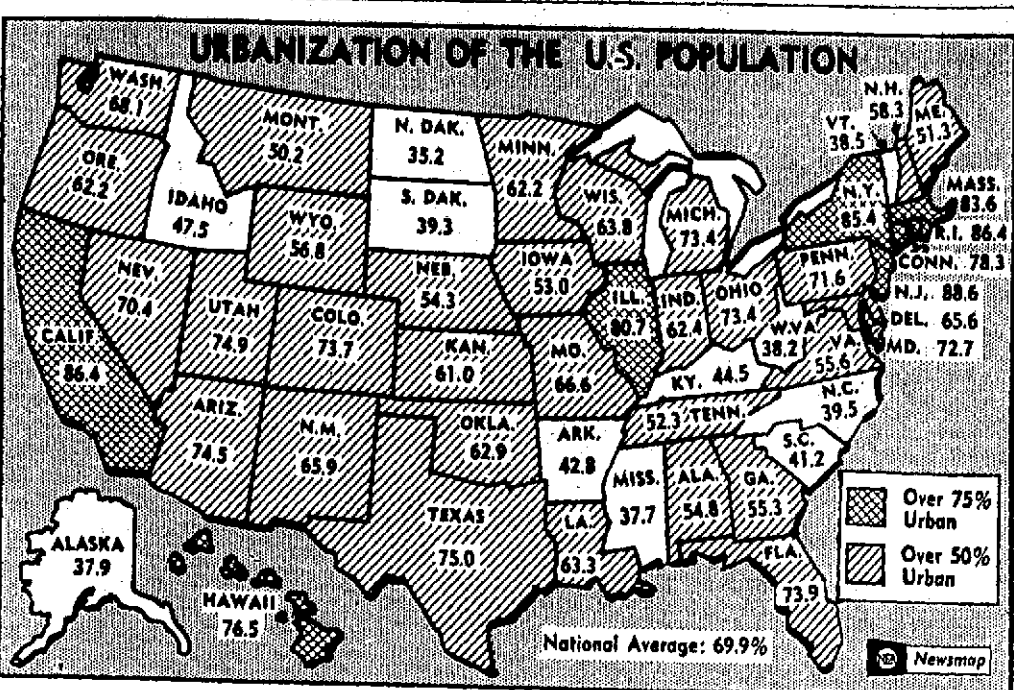 URBANIZATION OF THE U.S. POPULATION
WASH.
68.1
ORE.
62.2
IDAHO
47.5
MONT.
50.2
WYO.
56.8
N. DAK.
35.2
S. DAK.
39.3
NEB.
54.3
MINN.
62.2
IOWA
53.0
WIS.
63.8
MICH.
73.4
N.H.
58.3
VT.
38.5
ME.
51.3
N.Y.
85.4
MASS.
83.6
R.I. 86.4
CONN. 78.3
PENN.
71.6
N.J. 88.6
DEL. 65.6
MD. 72.7
CALIF.
86.4
NEV.
70.4
UTAH
74.9
COLO.
73.7
KAN.
61.0
MO.
66.6
ILL.
80.7
IND.
62.4
OHIO
73.4
W.VA.
38.2
VA.
55.6
KY. 44.5
N.C.
39.5
52.3 TENN.
S.C.
41.2
ARIZ.
74.5
N.M.
65.9
OKLA.
62.9
ARK.
42.8
MISS.
37.7
ALA.
54.8
GA.
55.3
TEXAS
75.0
LA.
63.3
FLA.
73.9
ALASKA
37.9
HAWAII
76.5
Over 75%
Urban
Over 50%
Urban
National Average: 69.9%
NEA Newsmap